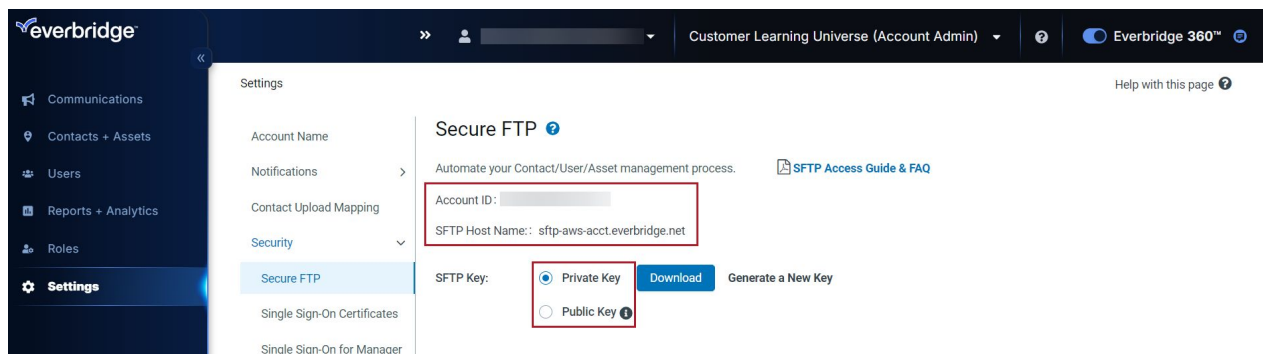 everbridge
Customer Learning Universe (Account Admin)
Everbridge 360™
Communications
Contacts + Assets
Users
Reports + Analytics
Roles
Settings
Settings
Help with this page
Account Name
Notifications
Contact Upload Mapping
Security
Secure FTP
Single Sign-On Certificates
Single Sign-On for Manager
Secure FTP
Automate your Contact/User/Asset management process.
SFTP Access Guide & FAQ
Account ID:
SFTP Host Name:: sftp-aws-acct.everbridge.net
SFTP Key: Private Key Download Generate a New Key
Public Key